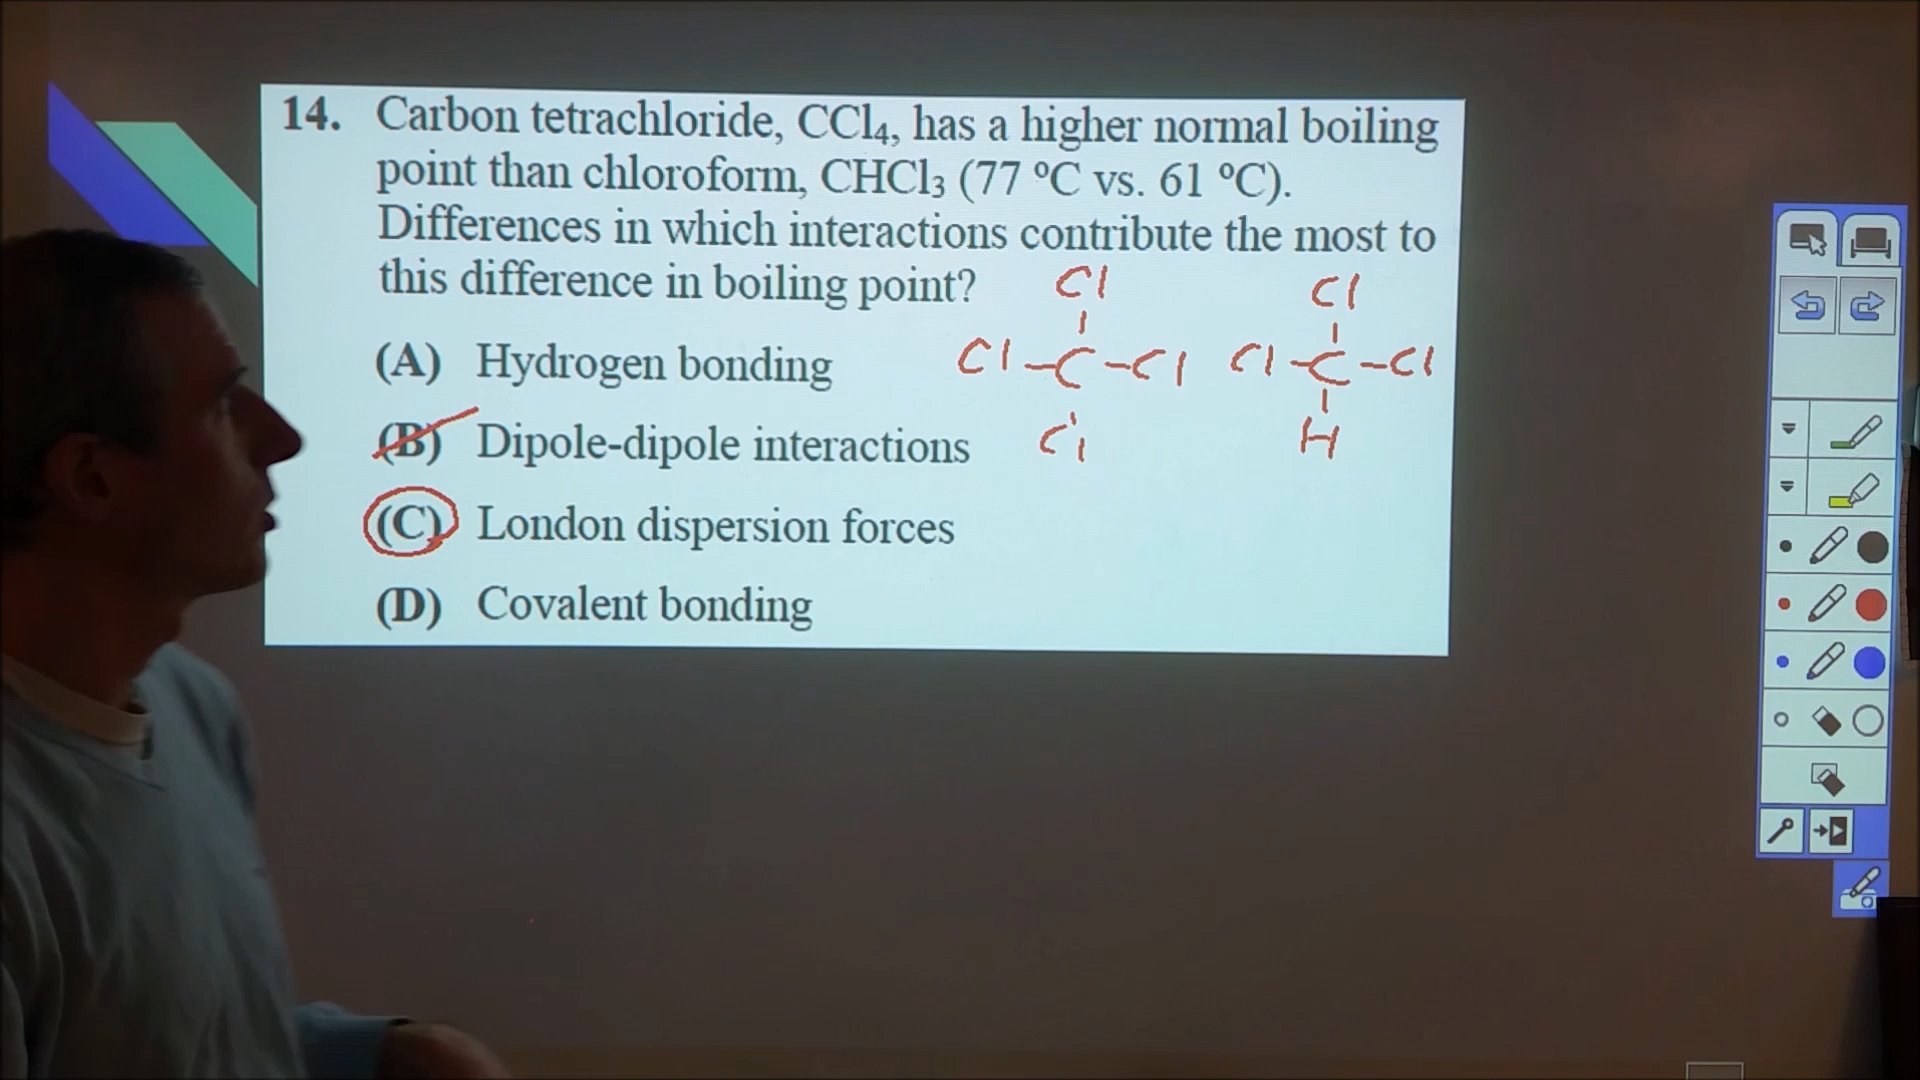 14. Carbon tetrachloride, CCl₄, has a higher normal boiling
point than chloroform, CHCl₃ (77 ºC vs. 61 ºC).
Differences in which interactions contribute the most to
this difference in boiling point?
Cl Cl
(A) Hydrogen bonding
Cl-C-Cl Cl-C-Cl
(B) Dipole-dipole interactions
Cl H
(C) London dispersion forces
(D) Covalent bonding